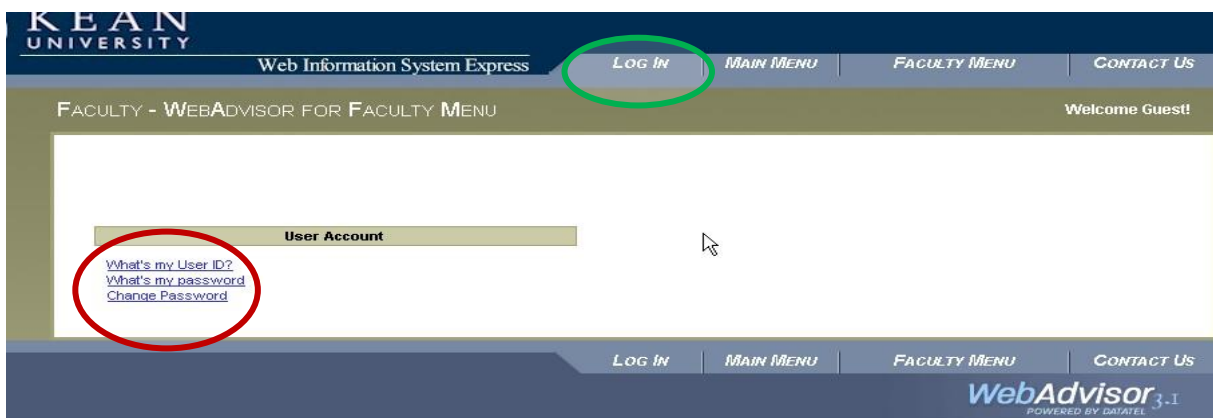 KEAN
UNIVERSITY
Web Information System Express
LOG IN MAIN MENU FACULTY MENU CONTACT US
FACULTY - WEBADVISOR FOR FACULTY MENU Welcome Guest!
User Account
What's my User ID?
What's my password
Change Password
LOG IN MAIN MENU FACULTY MENU CONTACT US
WebAdvisor 3.1
POWERED BY DATATEL